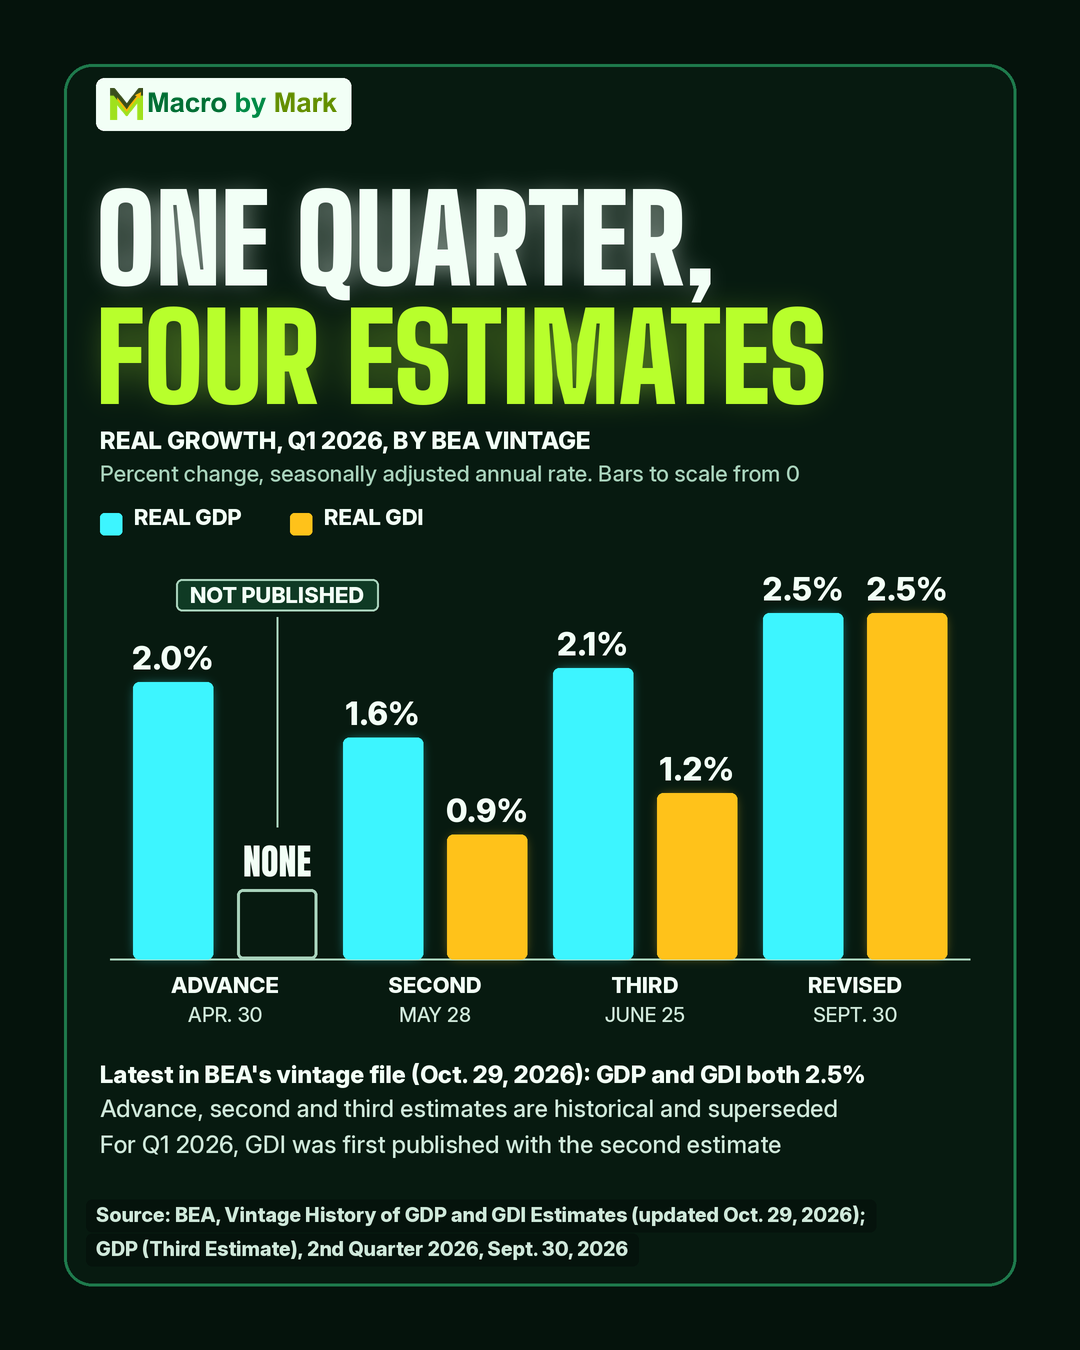 Macro by Mark
ONE QUARTER,
FOUR ESTIMATES
REAL GROWTH, Q1 2026, BY BEA VINTAGE
Percent change, seasonally adjusted annual rate. Bars to scale from 0
REAL GDP
REAL GDI
NOT PUBLISHED
2.0%
NONE
1.6%
0.9%
2.1%
1.2%
2.5%
2.5%
ADVANCE
APR. 30
SECOND
MAY 28
THIRD
JUNE 25
REVISED
SEPT. 30
Latest in BEA's vintage file (Oct. 29, 2026): GDP and GDI both 2.5%
Advance, second and third estimates are historical and superseded
For Q1 2026, GDI was first published with the second estimate
Source: BEA, Vintage History of GDP and GDI Estimates (updated Oct. 29, 2026);
GDP (Third Estimate), 2nd Quarter 2026, Sept. 30, 2026